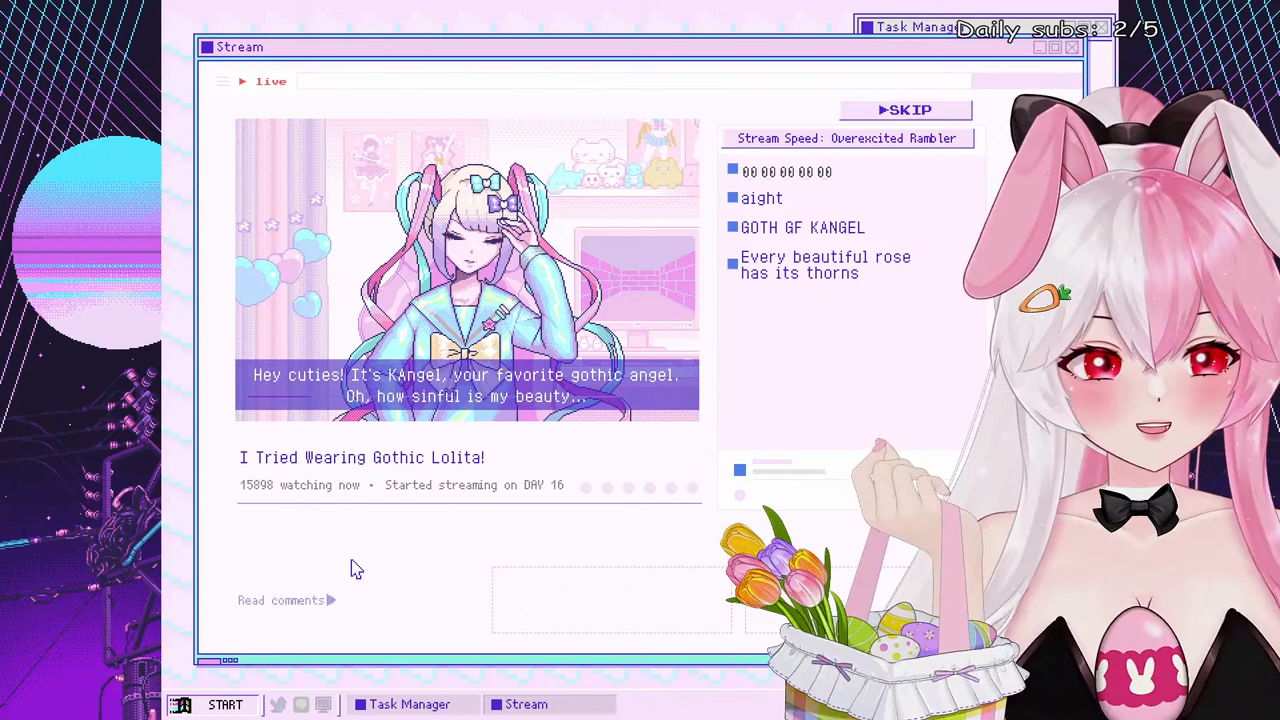 Task Manage
Daily subs: 2/5
Stream
live
▶SKIP
Stream Speed: Overexcited Rambler
00 00 00 00 00
aight
GOTH GF KANGEL
Every beautiful rose
has its thorns
Hey cuties! It's KAngel, your favorite gothic angel.
Oh, how sinful is my beauty...
I Tried Wearing Gothic Lolita!
15898 watching now • Started streaming on DAY 16
Read comments▶
START
Task Manager
Stream